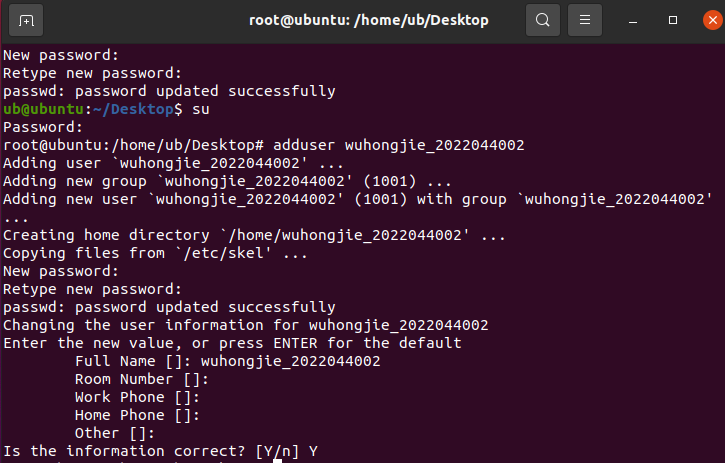 root@ubuntu: /home/ub/Desktop
New password:
Retype new password:
passwd: password updated successfully
ub@ubuntu:~/Desktop$ su
Password:
root@ubuntu:/home/ub/Desktop# adduser wuhongjie_2022044002
Adding user `wuhongjie_2022044002' ...
Adding new group `wuhongjie_2022044002' (1001) ...
Adding new user `wuhongjie_2022044002' (1001) with group `wuhongjie_2022044002'
...
Creating home directory `/home/wuhongjie_2022044002' ...
Copying files from `/etc/skel' ...
New password:
Retype new password:
passwd: password updated successfully
Changing the user information for wuhongjie_2022044002
Enter the new value, or press ENTER for the default
Full Name []: wuhongjie_2022044002
Room Number []:
Work Phone []:
Home Phone []:
Other []:
Is the information correct? [Y/n] Y